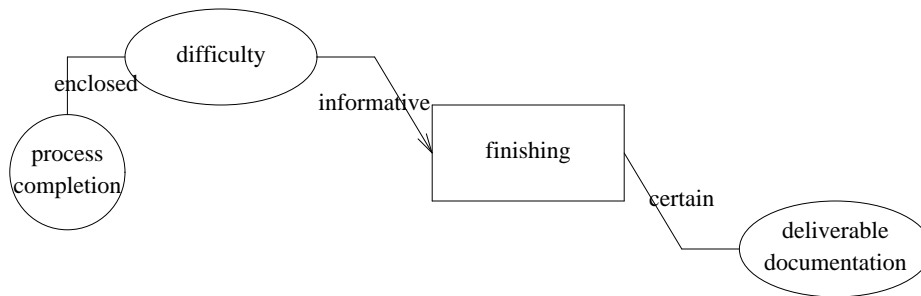 difficulty
enclosed
informative
process
completion
finishing
certain
deliverable
documentation